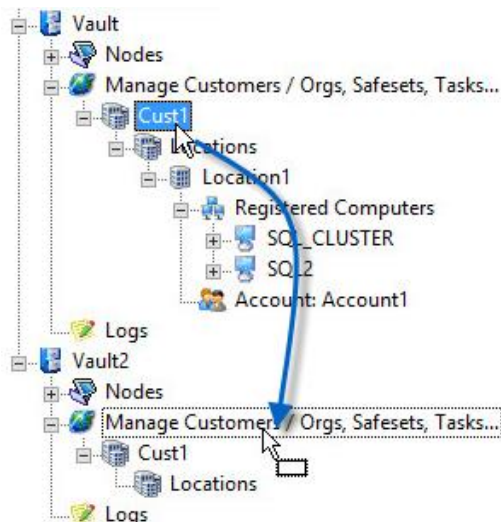 Vault
Nodes
Manage Customers / Orgs, Safesets, Tasks...
Cust1
Locations
Location1
Registered Computers
SQL_CLUSTER
SQL2
Account: Account1
Logs
Vault2
Nodes
Manage Customers / Orgs, Safesets, Tasks...
Cust1
Locations
Logs